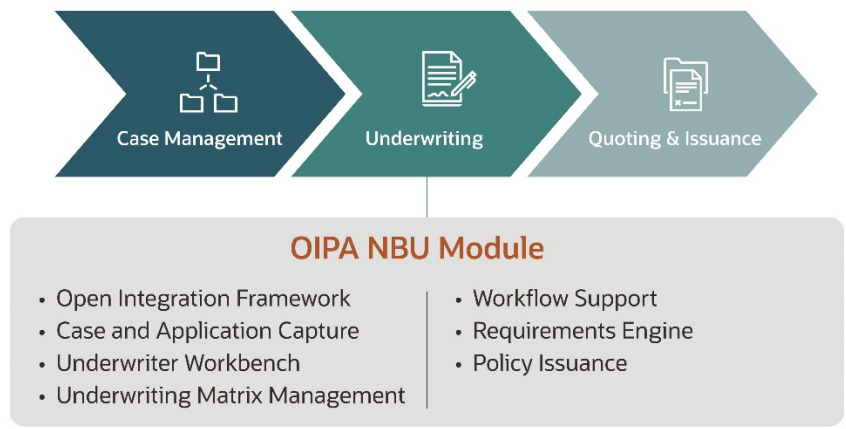 Case Management
Underwriting
Quoting & Issuance
OIPA NBU Module
• Open Integration Framework
• Case and Application Capture
• Underwriter Workbench
• Underwriting Matrix Management
• Workflow Support
• Requirements Engine
• Policy Issuance